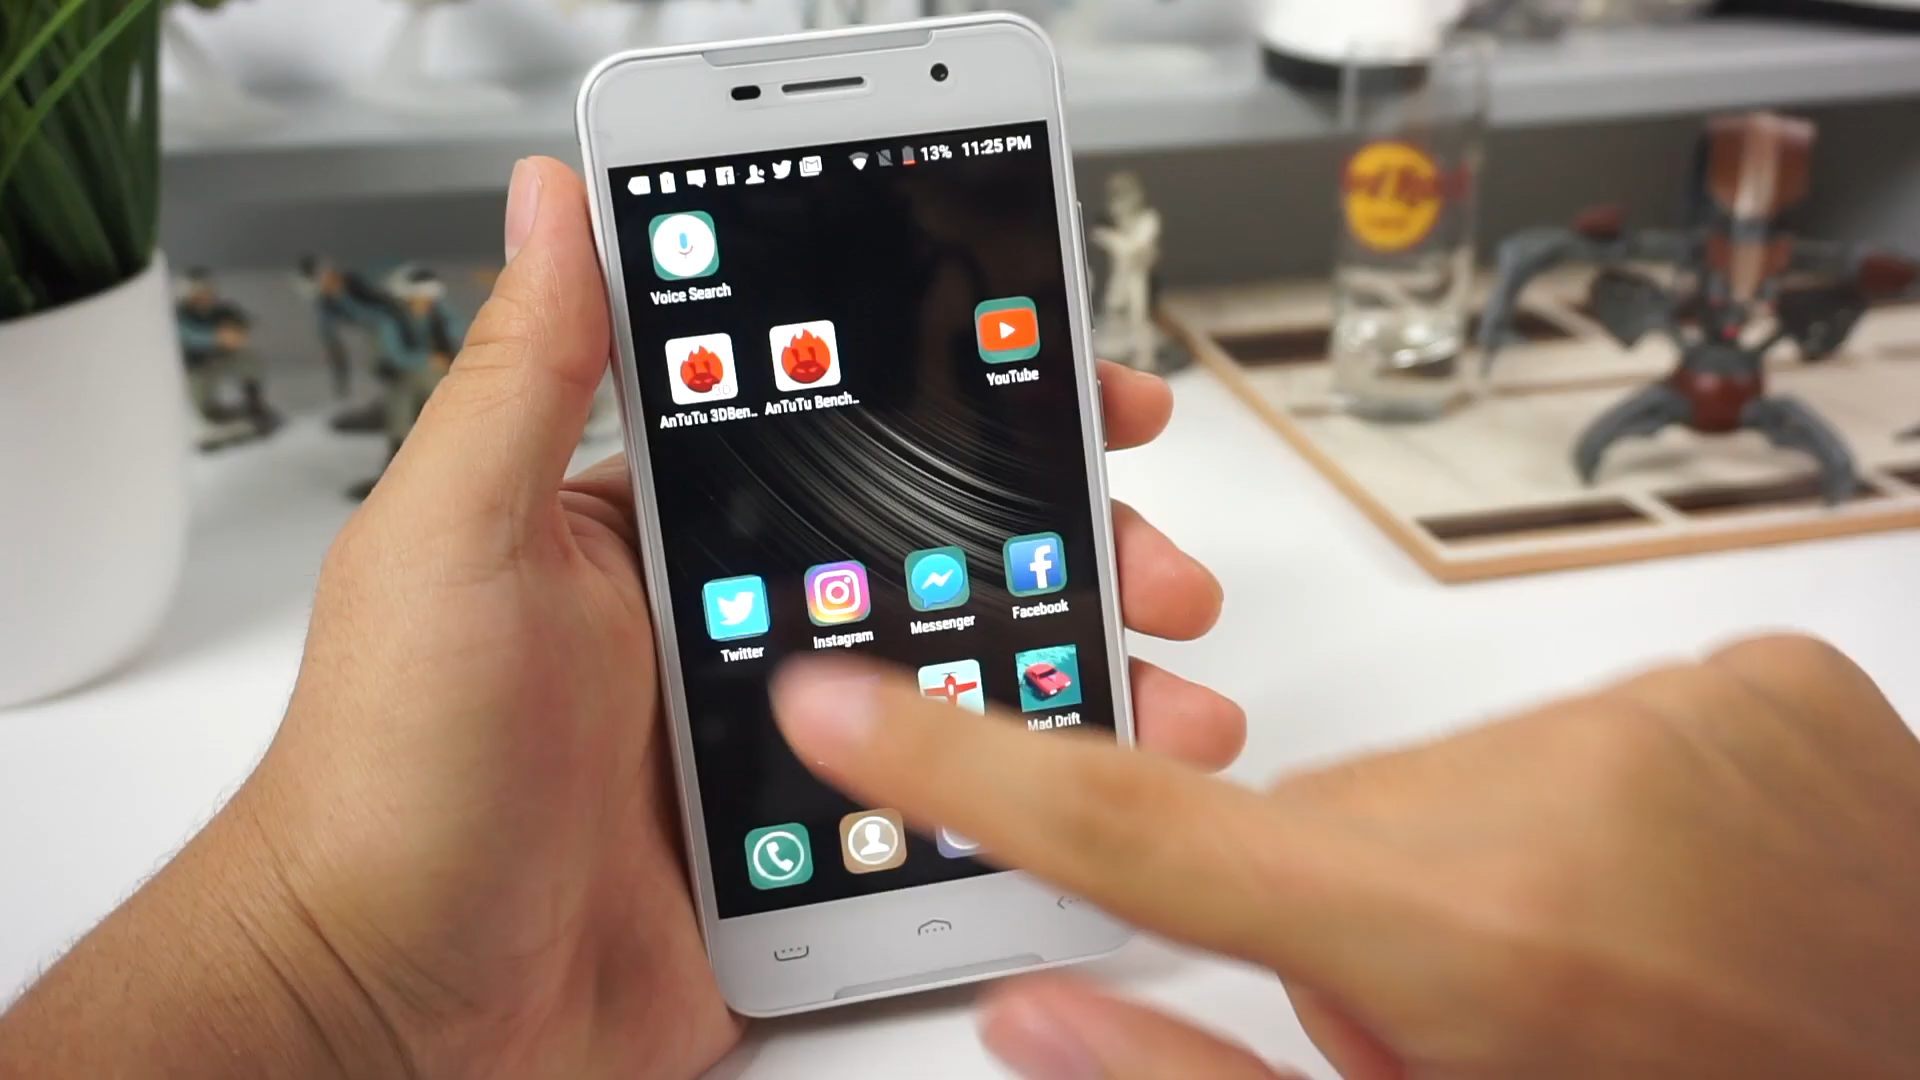 13% 11:25 PM
Voice Search
AnTuTu 3DBen..
AnTuTu Bench..
YouTube
Twitter
Instagram
Messenger
Facebook
Mad Drift